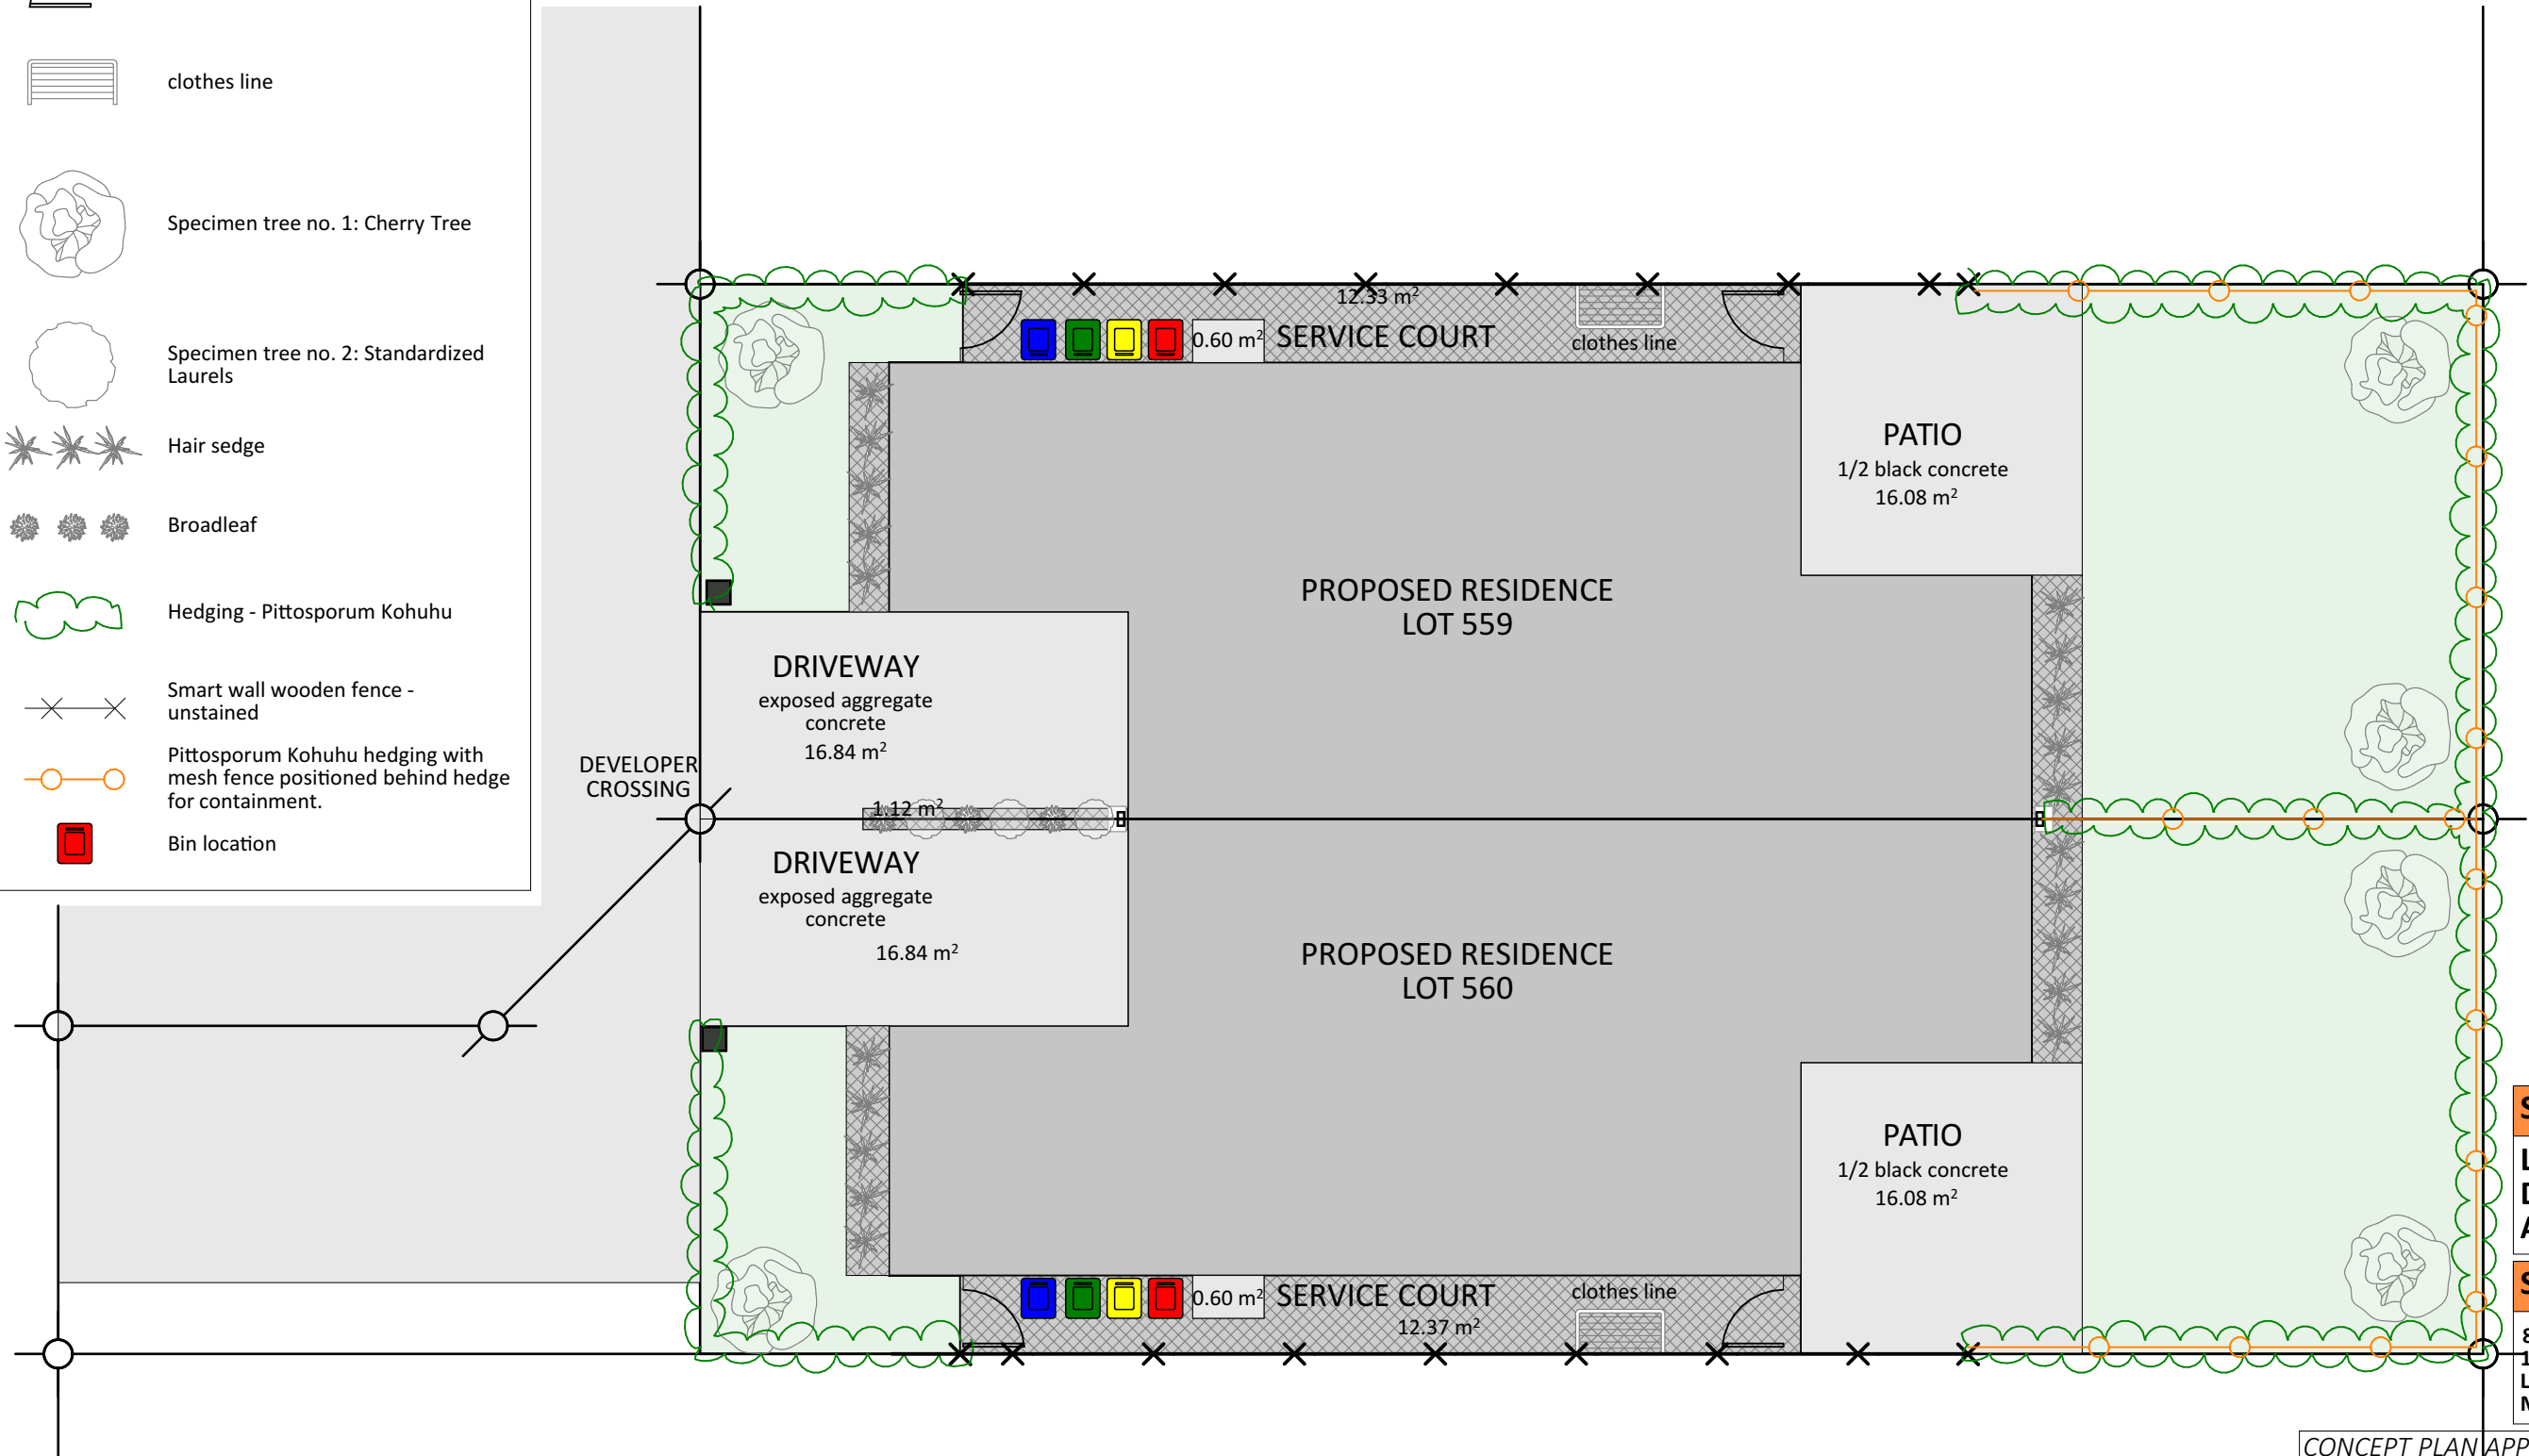 clothes line
Specimen tree no. 1: Cherry Tree
Specimen tree no. 2: Standardized
Laurels
Hair sedge
Broadleaf
Hedging - Pittosporum Kohuhu
Smart wall wooden fence -
unstained
Pittosporum Kohuhu hedging with
mesh fence positioned behind hedge
for containment.
Bin location
12.33 m²
0.60 m²
SERVICE COURT
clothes line
PATIO
1/2 black concrete
16.08 m²
PROPOSED RESIDENCE
LOT 559
DRIVEWAY
exposed aggregate
concrete
16.84 m²
DEVELOPER
CROSSING
1.12 m²
DRIVEWAY
exposed aggregate
concrete
16.84 m²
PROPOSED RESIDENCE
LOT 560
PATIO
1/2 black concrete
16.08 m²
0.60 m²
SERVICE COURT
clothes line
12.37 m²
CONCEPT PLAN APP